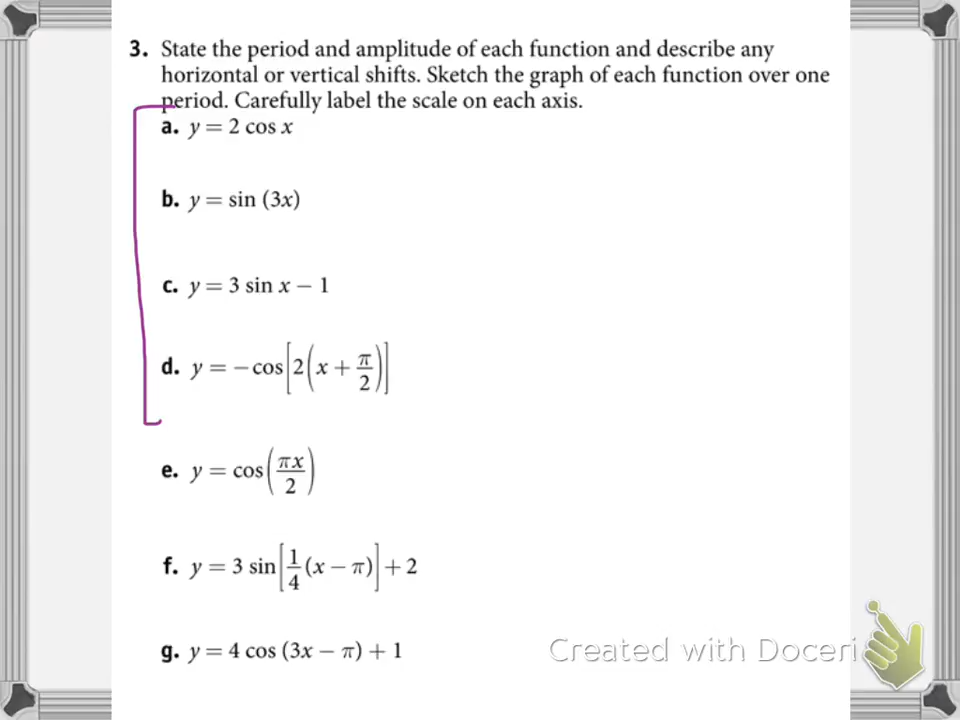 3. State the period and amplitude of each function and describe any
horizontal or vertical shifts. Sketch the graph of each function over one
period. Carefully label the scale on each axis.
a. y = 2 cos x
b. y = sin (3x)
c. y = 3 sin x − 1
d. y = −cos[2(x + π/2)]
e. y = cos(πx/2)
f. y = 3 sin[1/4(x − π)] + 2
g. y = 4 cos (3x − π) + 1
Created with Doceri